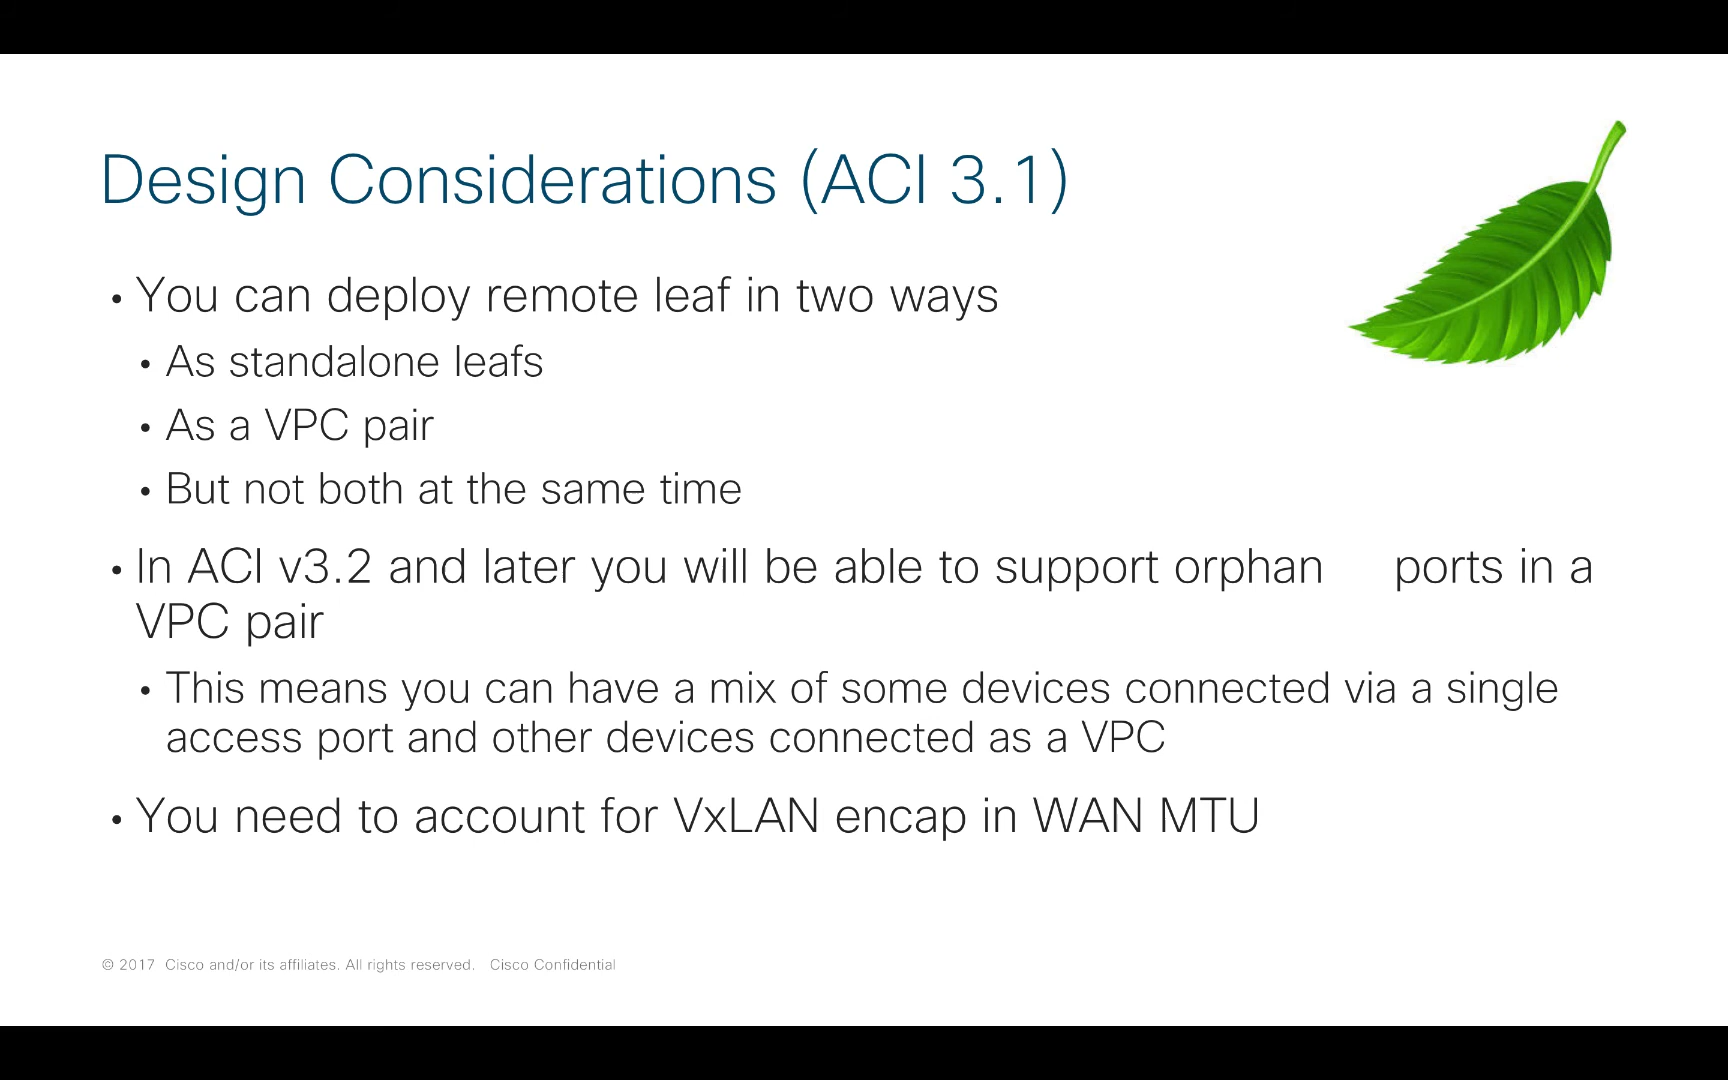 Design Considerations (ACI 3.1)
• You can deploy remote leaf in two ways
• As standalone leafs
• As a VPC pair
• But not both at the same time
• In ACI v3.2 and later you will be able to support orphan ports in a
VPC pair
• This means you can have a mix of some devices connected via a single
access port and other devices connected as a VPC
• You need to account for VxLAN encap in WAN MTU
© 2017 Cisco and/or its affiliates. All rights reserved. Cisco Confidential